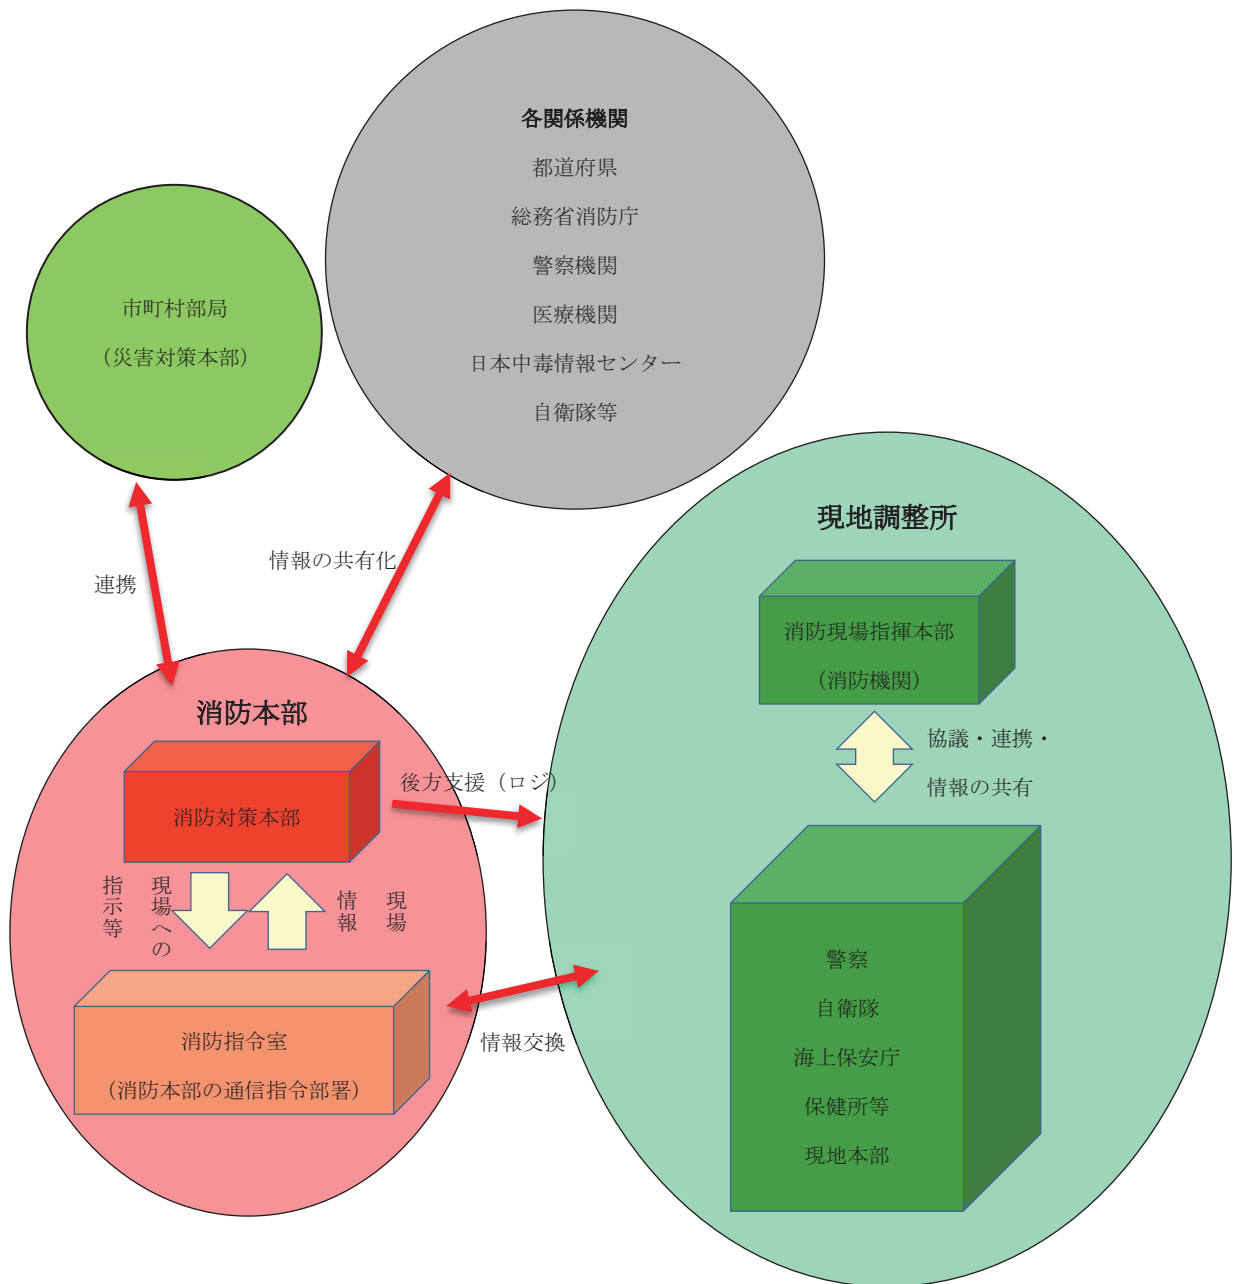 各関係機関
都道府県
総務省消防庁
警察機関
医療機関
日本中毒情報センター
自衛隊等
市町村部局
（災害対策本部）
連携
情報の共有化
現地調整所
消防現場指揮本部
（消防機関）
協議・連携・
情報の共有
警察
自衛隊
海上保安庁
保健所等
現地本部
消防本部
消防対策本部
後方支援（ロジ）
現場への
指示等
現場
情報
消防指令室
（消防本部の通信指令部署）
情報交換